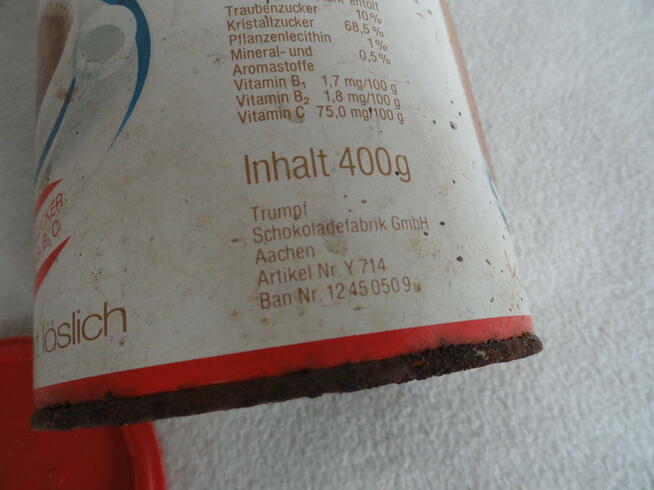 entölt
Traubenzucker 10%
Kristallzucker 68,5%
Pflanzenlecithin 1%
Mineral- und 0,5%
Aromastoffe
Vitamin B₁ 1,7 mg/100 g
Vitamin B₂ 1,8 mg/100 g
Vitamin C 75,0 mg/100 g
Inhalt 400g
Trumpf
Schokoladefabrik GmbH
Aachen
Artikel Nr. Y 714
Ban Nr. 12 45 050 9
löslich